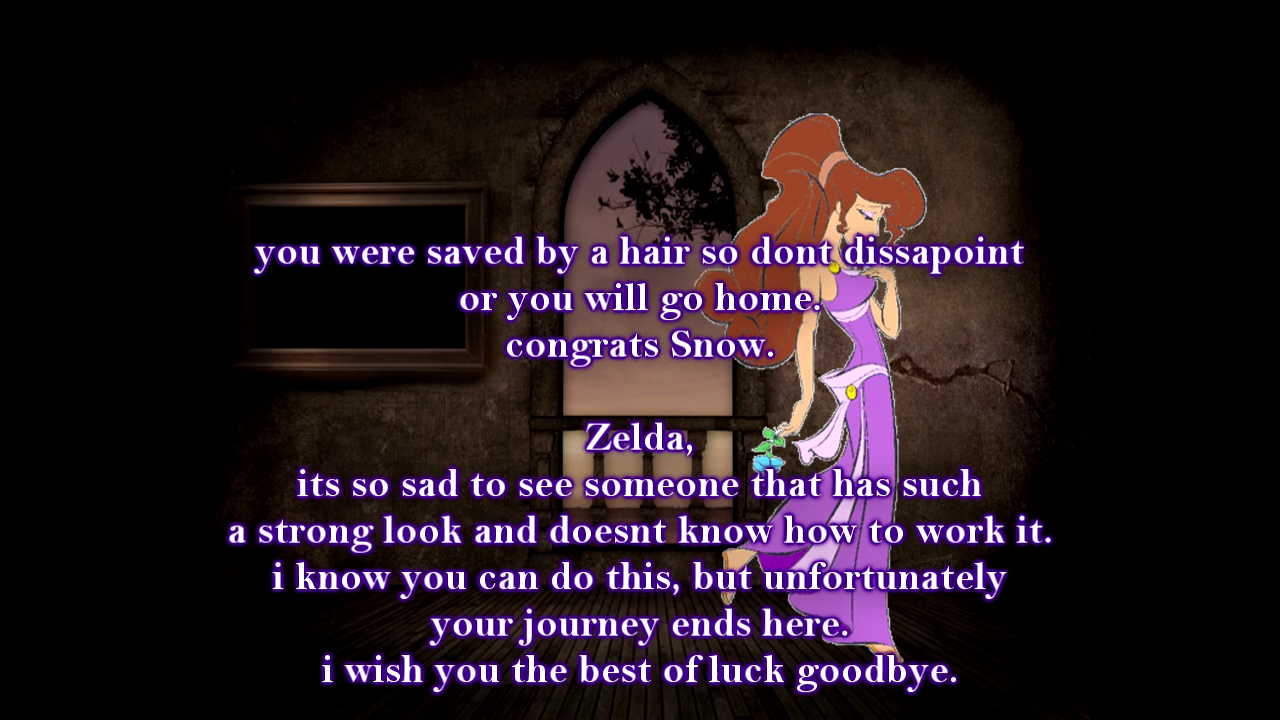 you were saved by a hair so dont dissapoint
or you will go home.
congrats Snow.
Zelda,
its so sad to see someone that has such
a strong look and doesnt know how to work it.
i know you can do this, but unfortunately
your journey ends here.
i wish you the best of luck goodbye.